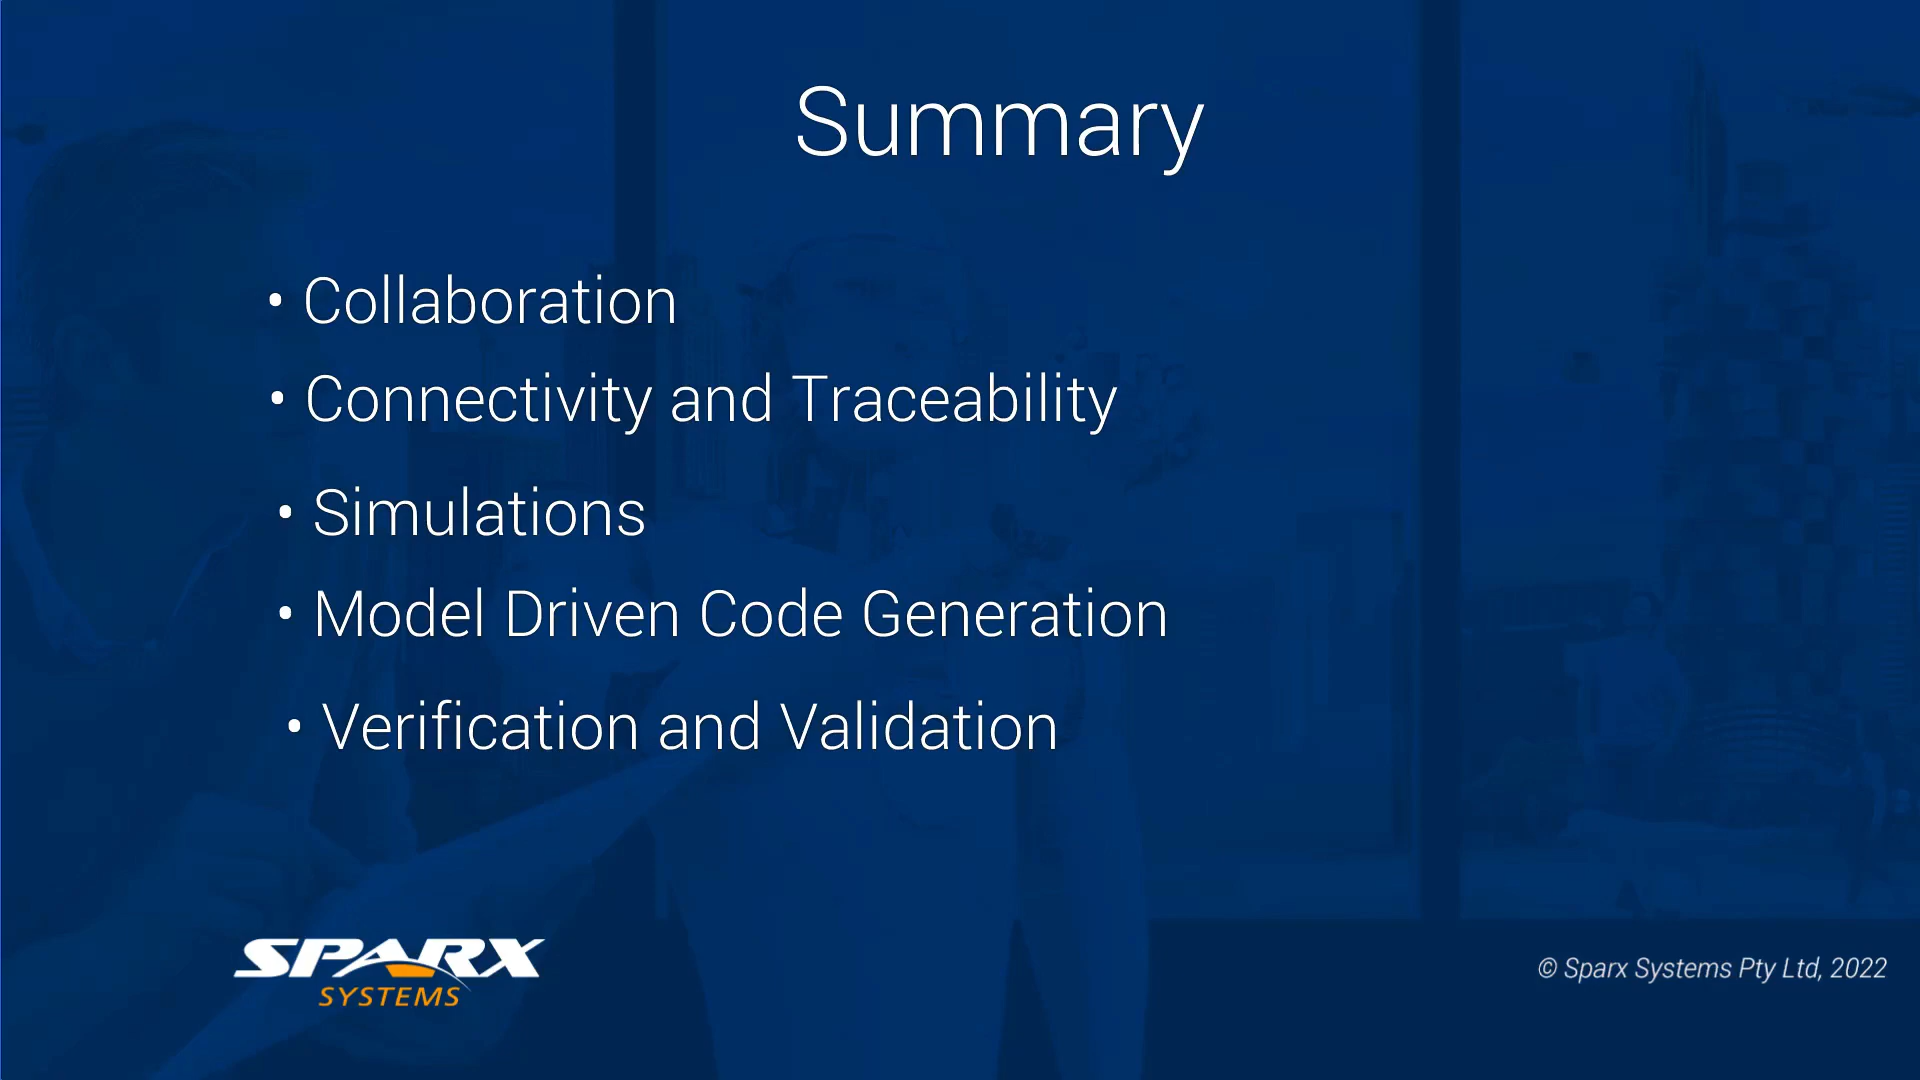 Summary
• Collaboration
• Connectivity and Traceability
• Simulations
• Model Driven Code Generation
• Verification and Validation
SPARX
SYSTEMS
© Sparx Systems Pty Ltd, 2022